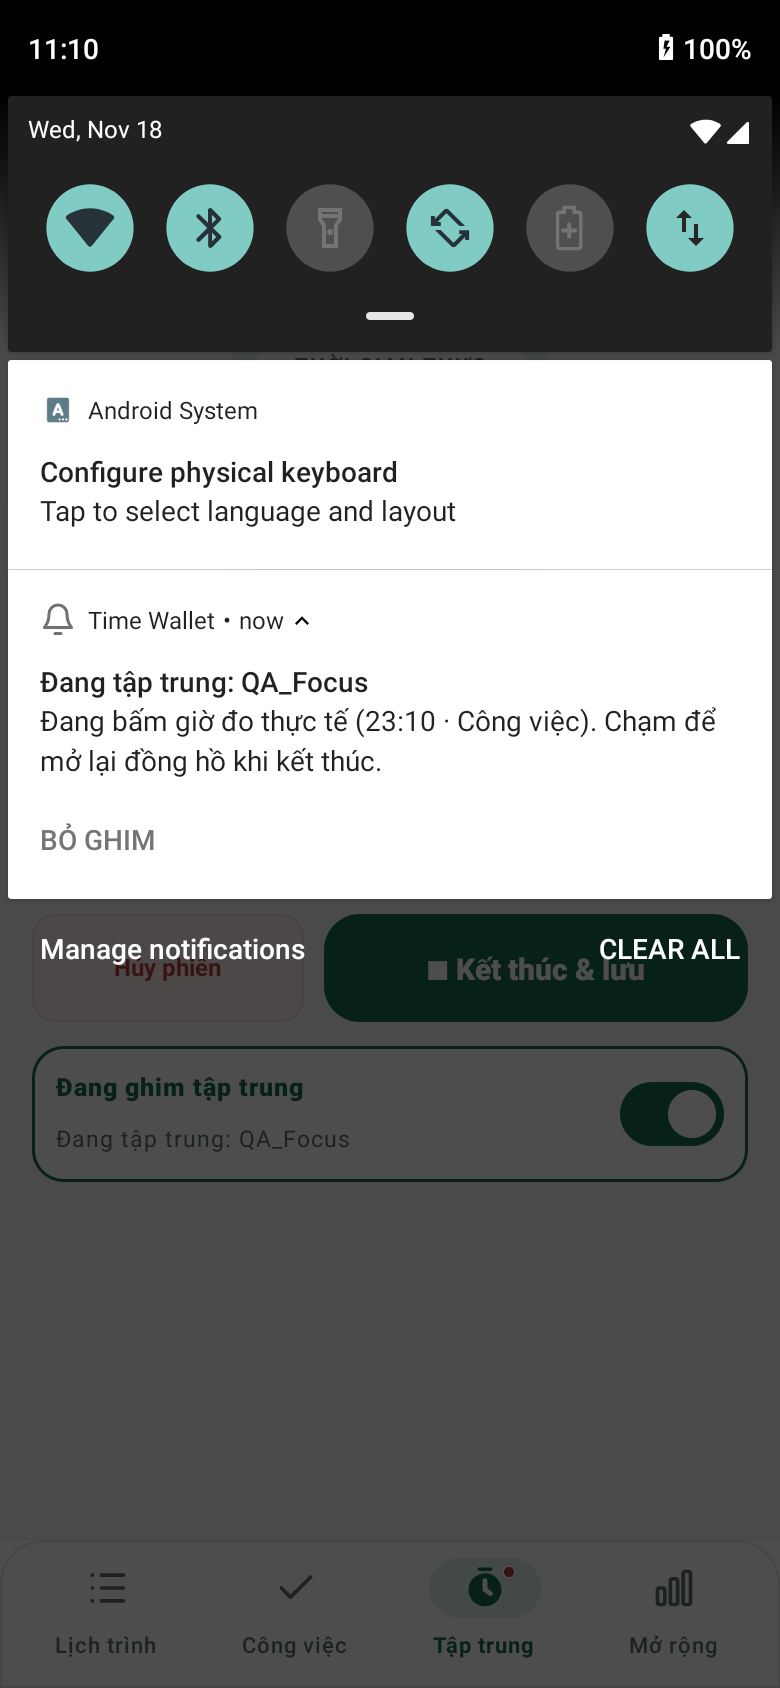 11:10
100%
Wed, Nov 18
Android System
Configure physical keyboard
Tap to select language and layout
Time Wallet • now
Đang tập trung: QA_Focus
Đang bấm giờ đo thực tế (23:10 · Công việc). Chạm để
mở lại đồng hồ khi kết thúc.
BỎ GHIM
Manage notifications
CLEAR ALL
Hủy phiên
Kết thúc & lưu
Đang ghim tập trung
Đang tập trung: QA_Focus
Lịch trình
Công việc
Tập trung
Mở rộng